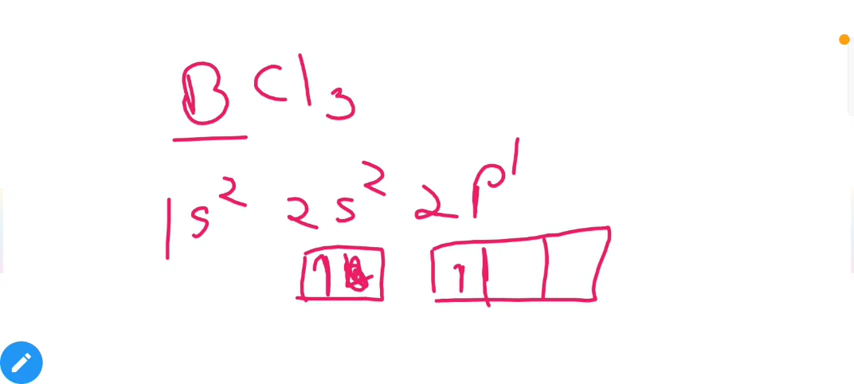 BCl₃
1s² 2s² 2p¹
↿ ↿